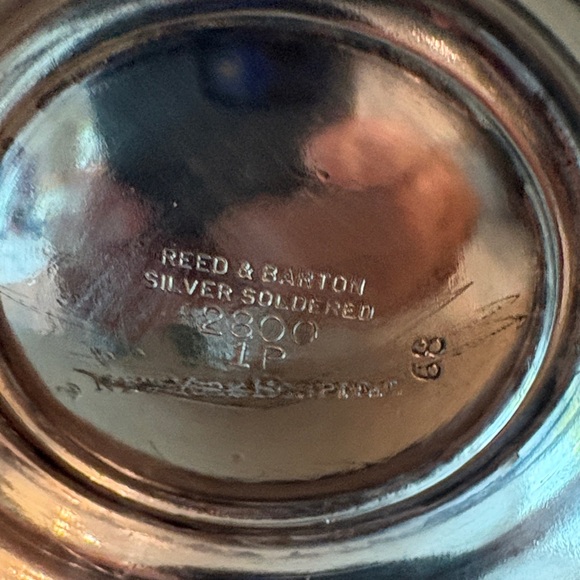 REED & BARTON
SILVER SOLDERED
2800
1P
68